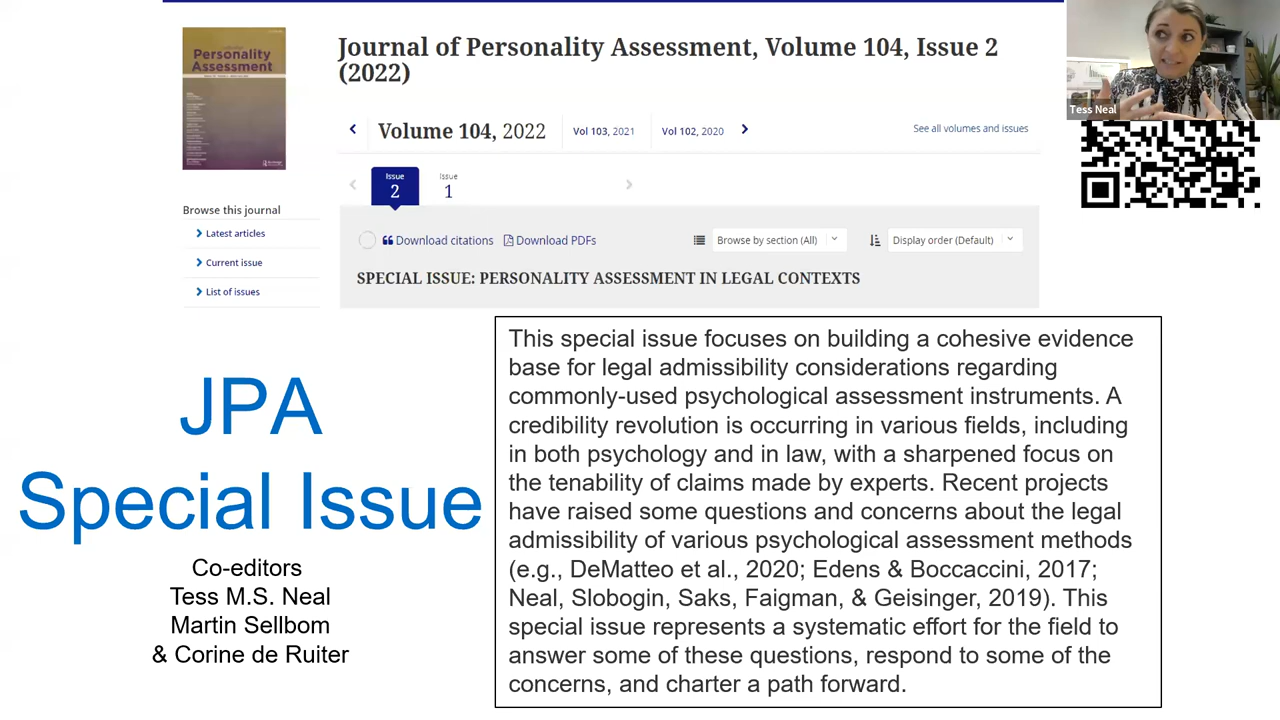 Personality
Assessment
Journal of Personality Assessment, Volume 104, Issue 2
(2022)
Tess Neal
Volume 104, 2022
Vol 103, 2021
Vol 102, 2020
See all volumes and issues
Issue
2
Issue
1
Browse this journal
Latest articles
Current issue
List of issues
Download citations
Download PDFs
Browse by section (All)
Display order (Default)
SPECIAL ISSUE: PERSONALITY ASSESSMENT IN LEGAL CONTEXTS
JPA
Special Issue
Co-editors
Tess M.S. Neal
Martin Sellbom
& Corine de Ruiter
This special issue focuses on building a cohesive evidence
base for legal admissibility considerations regarding
commonly-used psychological assessment instruments. A
credibility revolution is occurring in various fields, including
in both psychology and in law, with a sharpened focus on
the tenability of claims made by experts. Recent projects
have raised some questions and concerns about the legal
admissibility of various psychological assessment methods
(e.g., DeMatteo et al., 2020; Edens & Boccaccini, 2017;
Neal, Slobogin, Saks, Faigman, & Geisinger, 2019). This
special issue represents a systematic effort for the field to
answer some of these questions, respond to some of the
concerns, and charter a path forward.